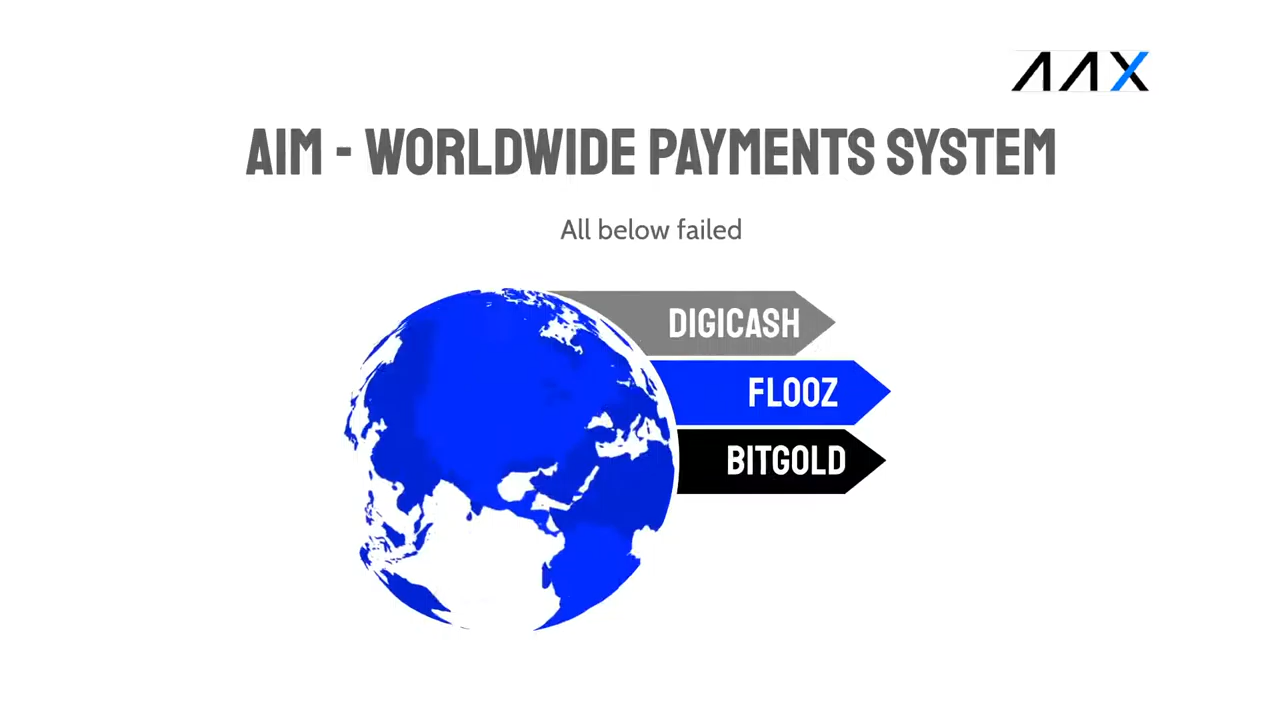 AAX
AIM - WORLDWIDE PAYMENTS SYSTEM
All below failed
DIGICASH
FLOOZ
BITGOLD